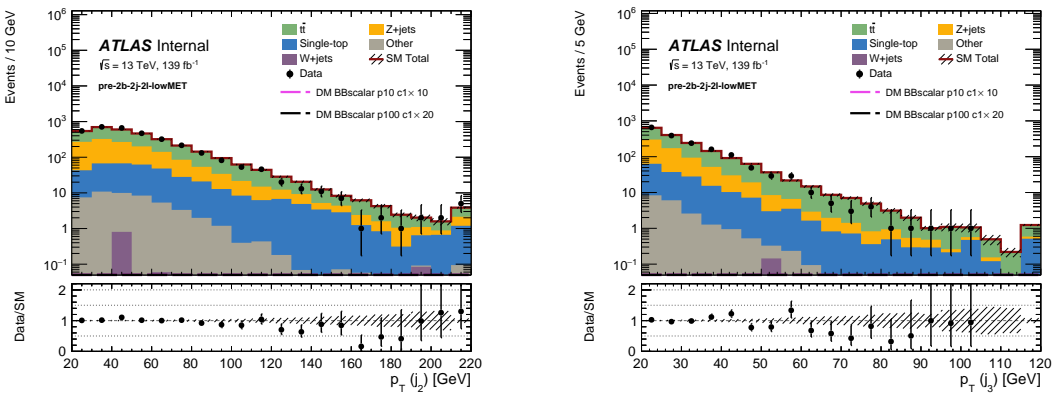 Events / 10 GeV
10⁶
10⁵
10⁴
10³
10²
10
1
10⁻¹
ATLAS Internal
√s = 13 TeV, 139 fb⁻¹
pre-2b-2j-2l-lowMET
tt̄
Z+jets
Single-top
Other
W+jets
SM Total
Data
DM BBscalar p10 c1× 10
DM BBscalar p100 c1× 20
Data/SM
2
1
0
20 40 60 80 100 120 140 160 180 200 220
p_T (j_2) [GeV]
Events / 5 GeV
10⁶
10⁵
10⁴
10³
10²
10
1
10⁻¹
ATLAS Internal
√s = 13 TeV, 139 fb⁻¹
pre-2b-2j-2l-lowMET
tt̄
Z+jets
Single-top
Other
W+jets
SM Total
Data
DM BBscalar p10 c1× 10
DM BBscalar p100 c1× 20
Data/SM
2
1
0
20 30 40 50 60 70 80 90 100 110 120
p_T (j_3) [GeV]